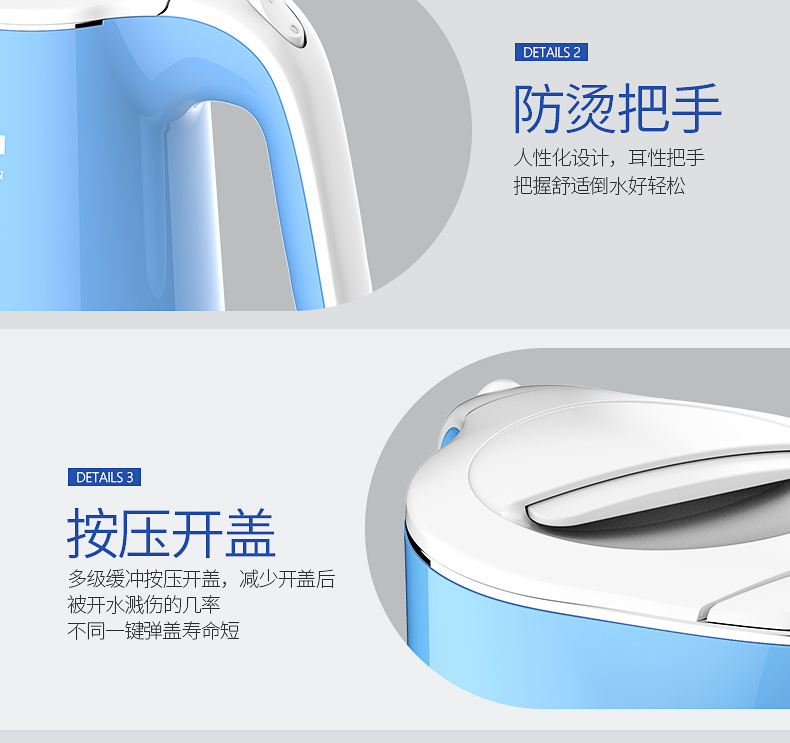 DETAILS 2
防烫把手
人性化设计，耳性把手
把握舒适倒水好轻松
DETAILS 3
按压开盖
多级缓冲按压开盖，减少开盖后
被开水溅伤的几率
不同一键弹盖寿命短